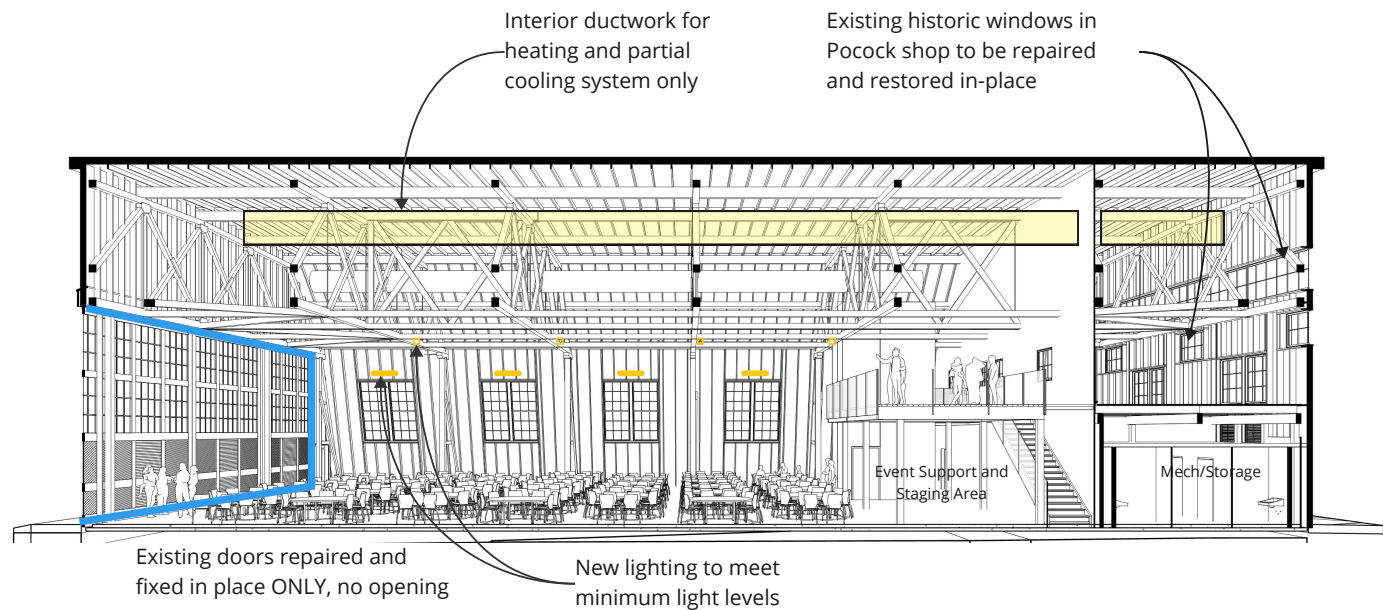 Interior ductwork for
heating and partial
cooling system only
Existing historic windows in
Pocock shop to be repaired
and restored in-place
Event Support and
Staging Area
Mech/Storage
Existing doors repaired and
fixed in place ONLY, no opening
New lighting to meet
minimum light levels